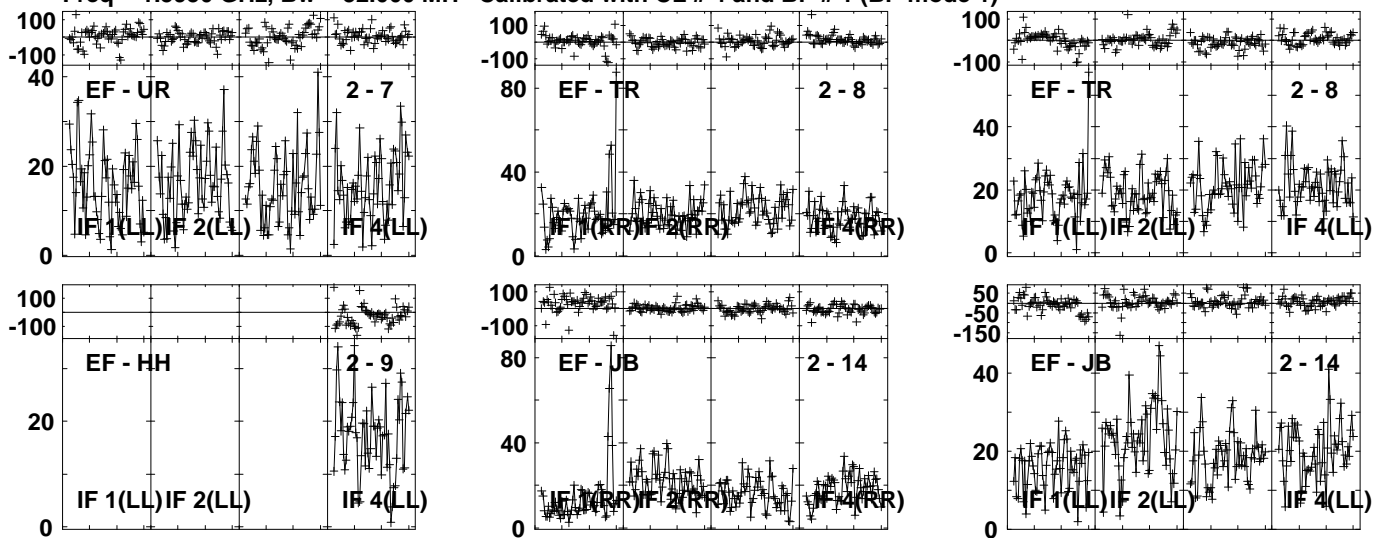 100
-100
40
20
0
EF - UR 2 - 7
IF 1(LL) IF 2(LL) IF 4(LL)
100
-100
80
40
0
EF - TR 2 - 8
IF 1(RR) IF 2(RR) IF 4(RR)
100
-100
40
20
0
EF - TR 2 - 8
IF 1(LL) IF 2(LL) IF 4(LL)
100
-100
20
0
EF - HH 2 - 9
IF 1(LL) IF 2(LL) IF 4(LL)
100
-100
80
40
0
EF - JB 2 - 14
IF 1(RR) IF 2(RR) IF 4(RR)
50
-50
-150
40
20
0
EF - JB 2 - 14
IF 1(LL) IF 2(LL) IF 4(LL)